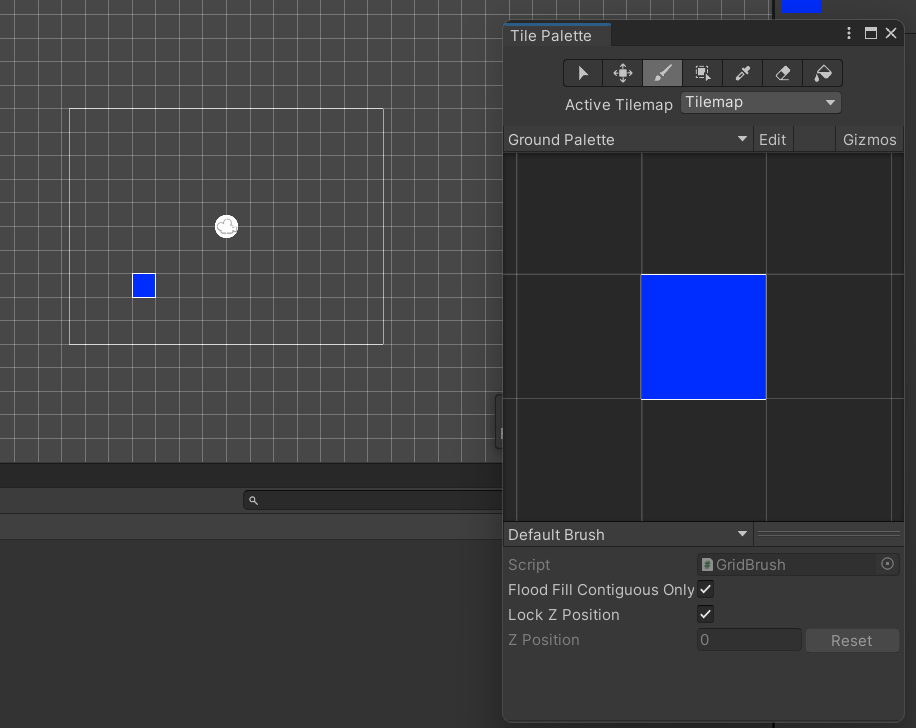 Tile Palette
Active Tilemap Tilemap
Ground Palette Edit Gizmos
Default Brush
Script GridBrush
Flood Fill Contiguous Only
Lock Z Position
Z Position 0 Reset